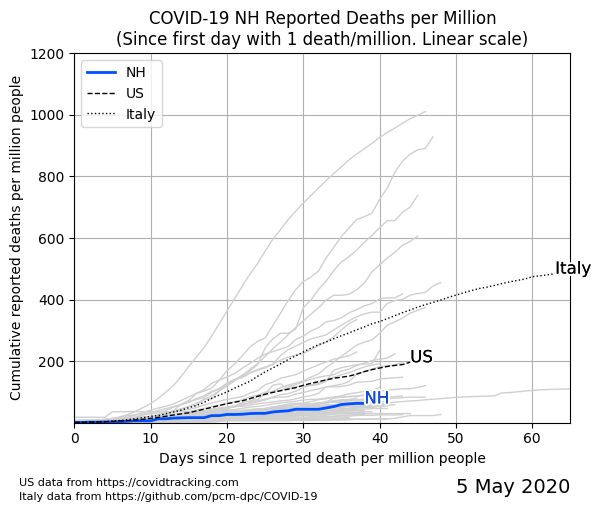 COVID-19 NH Reported Deaths per Million
(Since first day with 1 death/million. Linear scale)
1200
1000
800
600
400
200
Cumulative reported deaths per million people
NH
US
Italy
Italy
US
NH
0 10 20 30 40 50 60
Days since 1 reported death per million people
US data from https://covidtracking.com
Italy data from https://github.com/pcm-dpc/COVID-19
5 May 2020